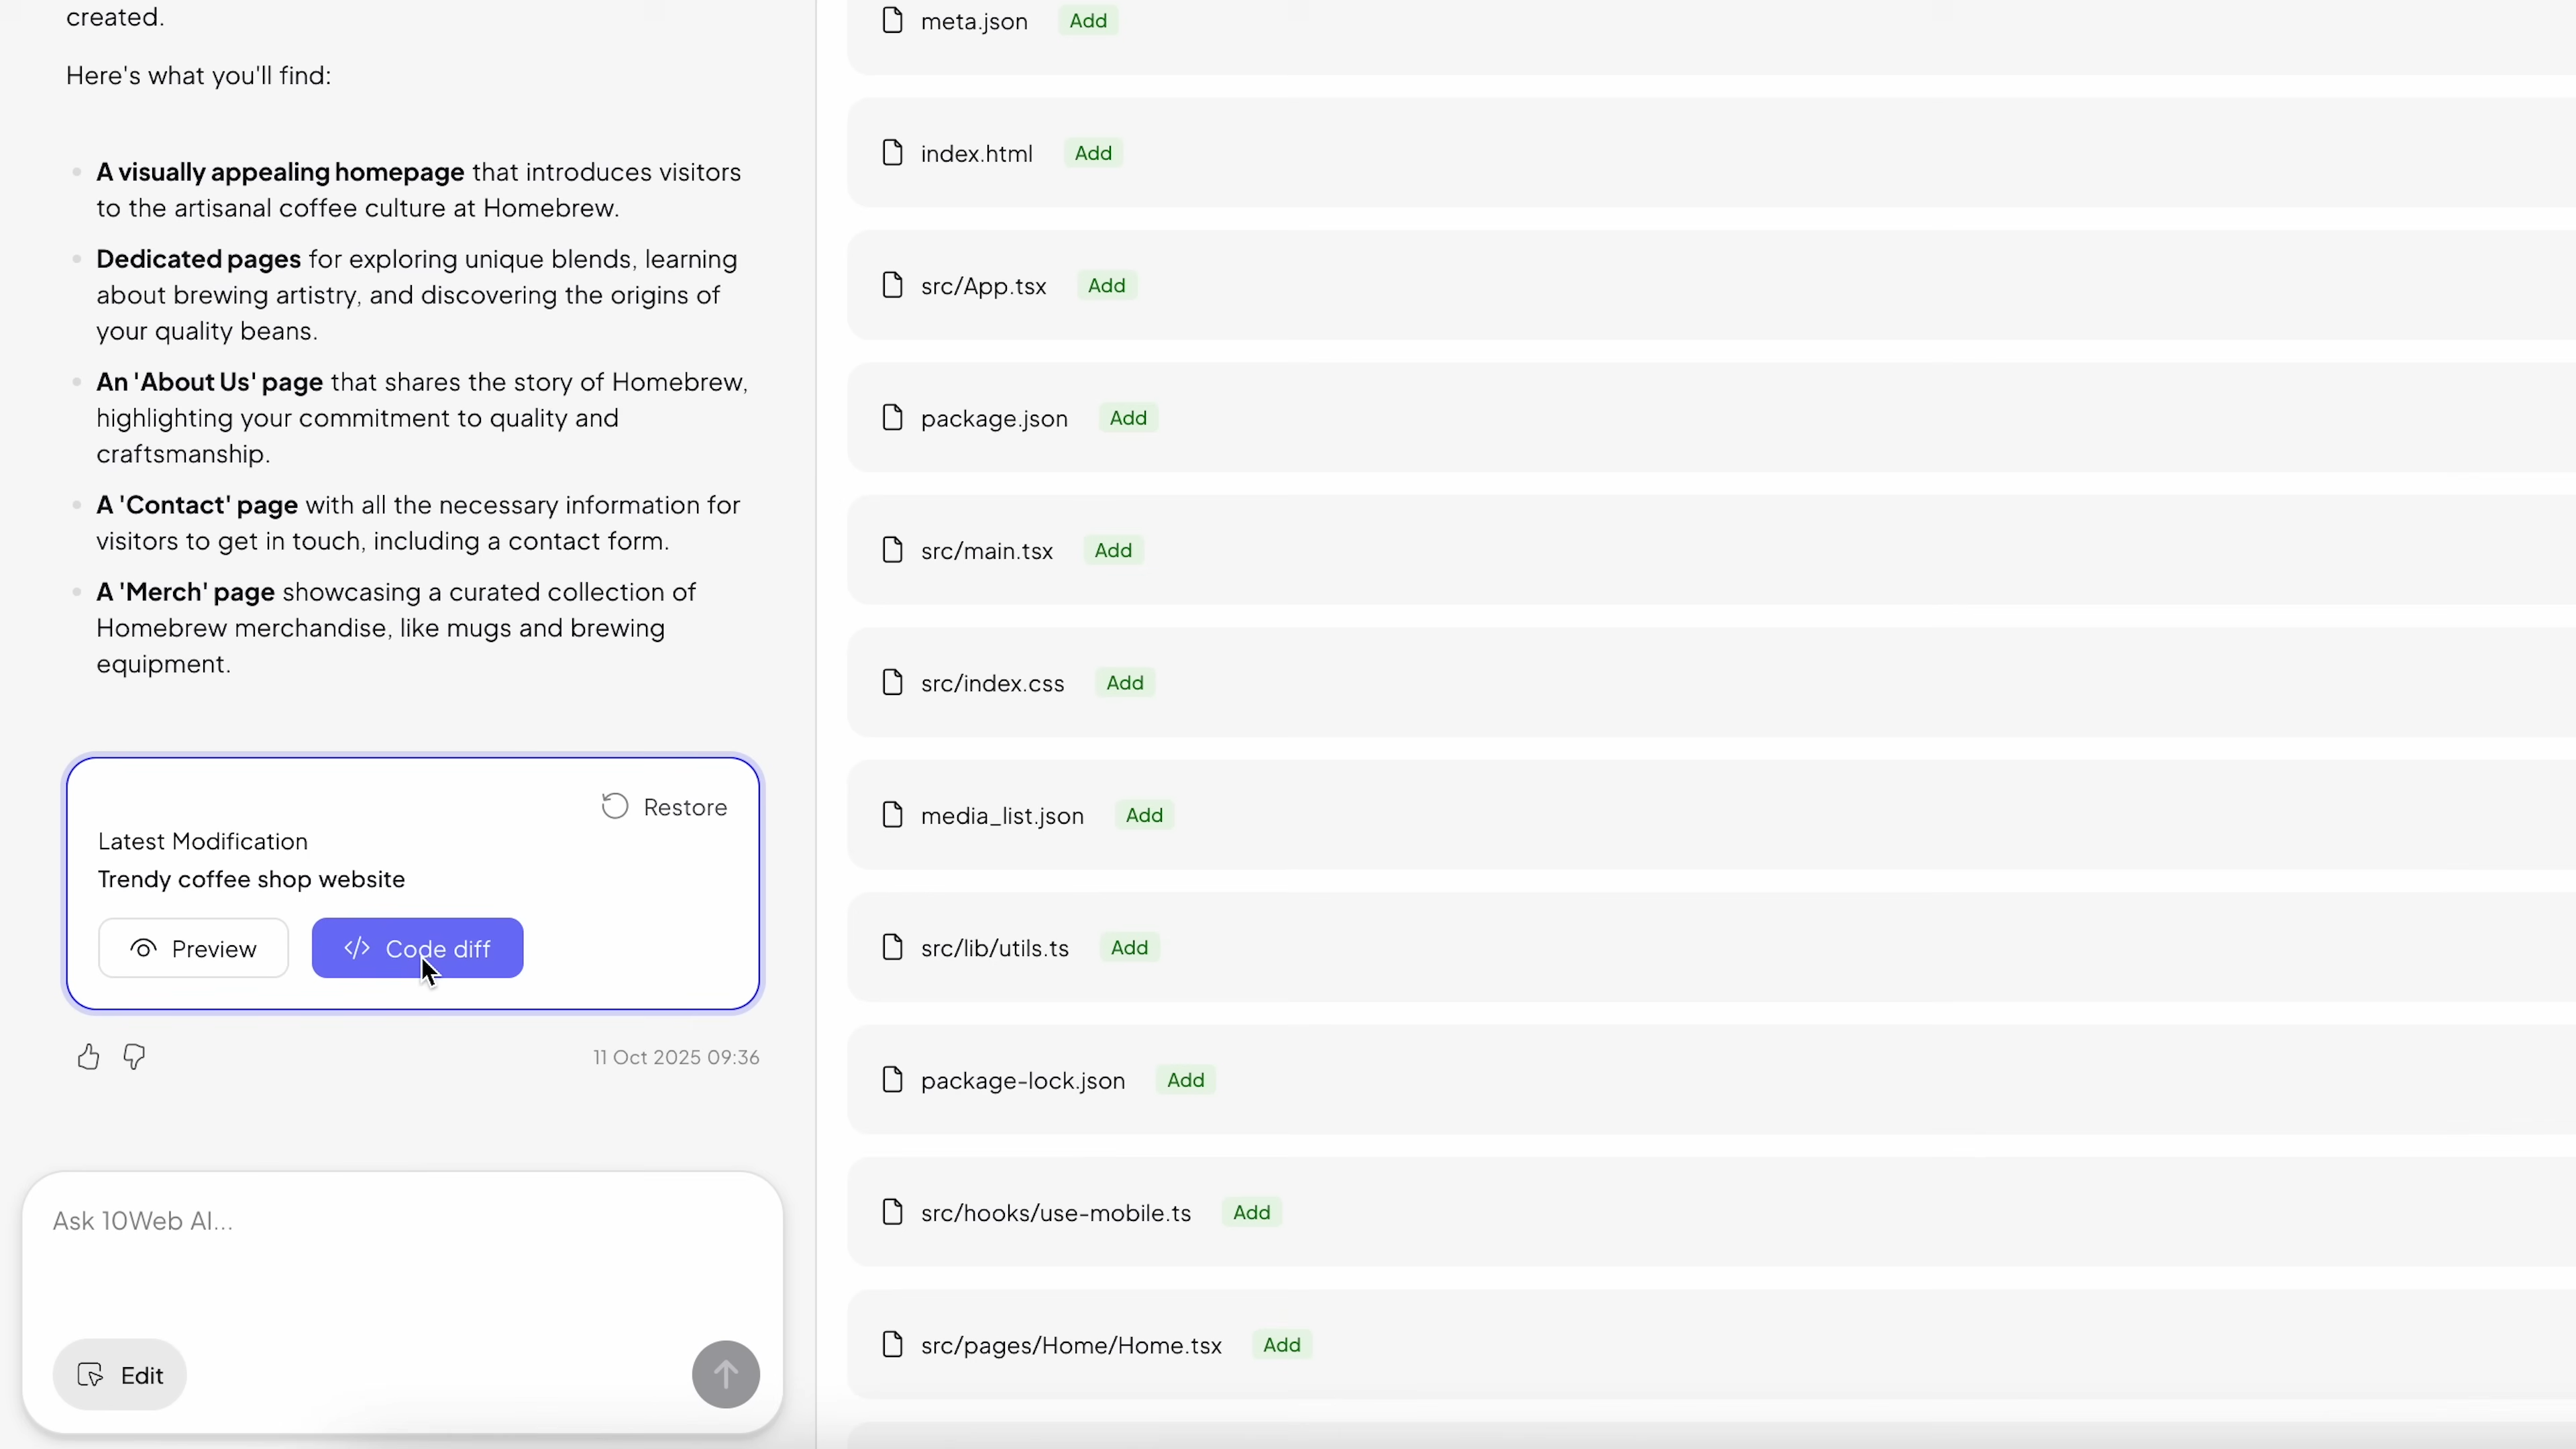 created.
Here's what you'll find:
A visually appealing homepage that introduces visitors
to the artisanal coffee culture at Homebrew.
Dedicated pages for exploring unique blends, learning
about brewing artistry, and discovering the origins of
your quality beans.
An 'About Us' page that shares the story of Homebrew,
highlighting your commitment to quality and
craftsmanship.
A 'Contact' page with all the necessary information for
visitors to get in touch, including a contact form.
A 'Merch' page showcasing a curated collection of
Homebrew merchandise, like mugs and brewing
equipment.
Restore
Latest Modification
Trendy coffee shop website
Preview
</> Code diff
11 Oct 2025 09:36
Ask 10Web AI...
Edit
meta.json Add
index.html Add
src/App.tsx Add
package.json Add
src/main.tsx Add
src/index.css Add
media_list.json Add
src/lib/utils.ts Add
package-lock.json Add
src/hooks/use-mobile.ts Add
src/pages/Home/Home.tsx Add